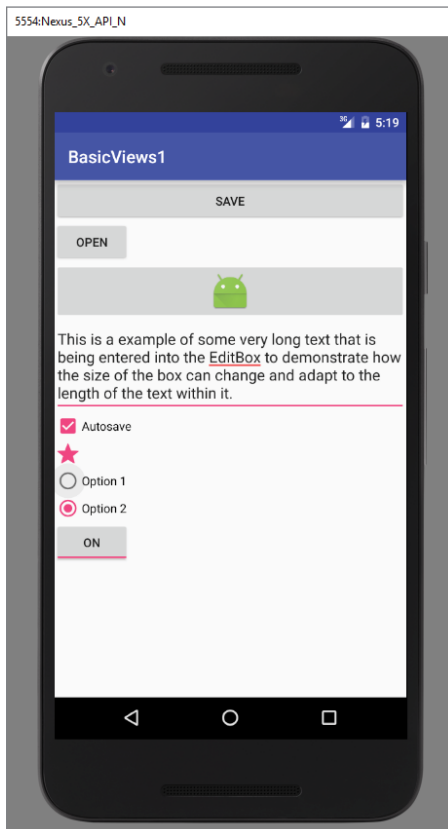 5554:Nexus_5X_API_N
3G 5:19
BasicViews1
SAVE
OPEN
This is a example of some very long text that is
being entered into the EditBox to demonstrate how
the size of the box can change and adapt to the
length of the text within it.
Autosave
Option 1
Option 2
ON